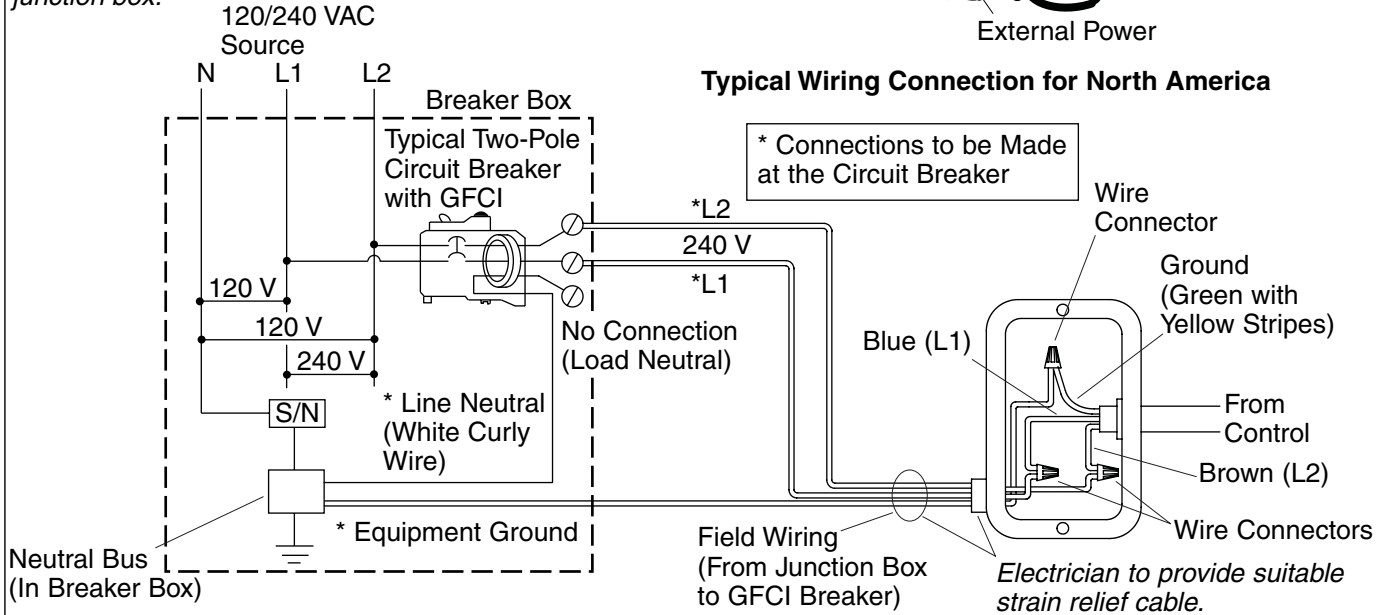 junction box.
120/240 VAC
Source
N
L1
L2
External Power
Typical Wiring Connection for North America
Breaker Box
Typical Two-Pole
Circuit Breaker
with GFCI
* Connections to be Made
at the Circuit Breaker
*L2
240 V
*L1
Wire
Connector
Ground
(Green with
Yellow Stripes)
120 V
120 V
240 V
No Connection
(Load Neutral)
Blue (L1)
S/N
* Line Neutral
(White Curly
Wire)
From
Control
Brown (L2)
* Equipment Ground
Wire Connectors
Neutral Bus
(In Breaker Box)
Field Wiring
(From Junction Box
to GFCI Breaker)
Electrician to provide suitable
strain relief cable.